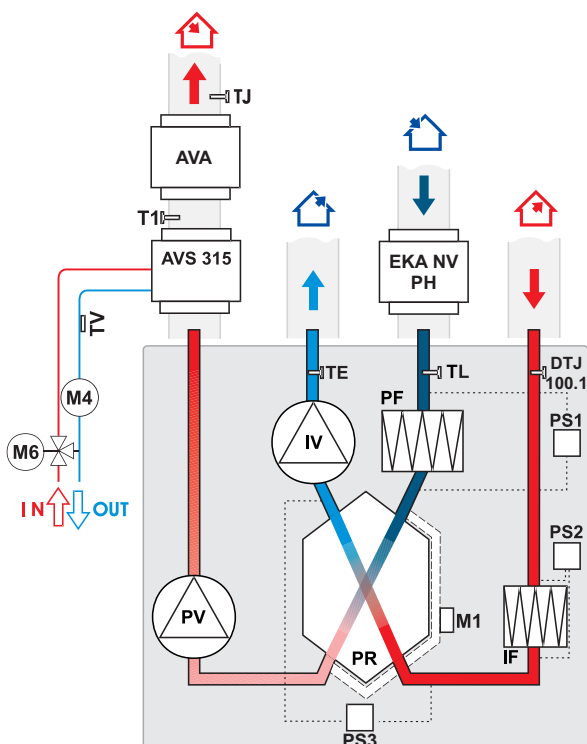 TJ
AVA
T1
AVS 315
EKA NV
PH
TV
TE
TL
DTJ
100.1
PF
PS1
M4
IV
M6
IN
OUT
PS2
PV
M1
PR
IF
PS3